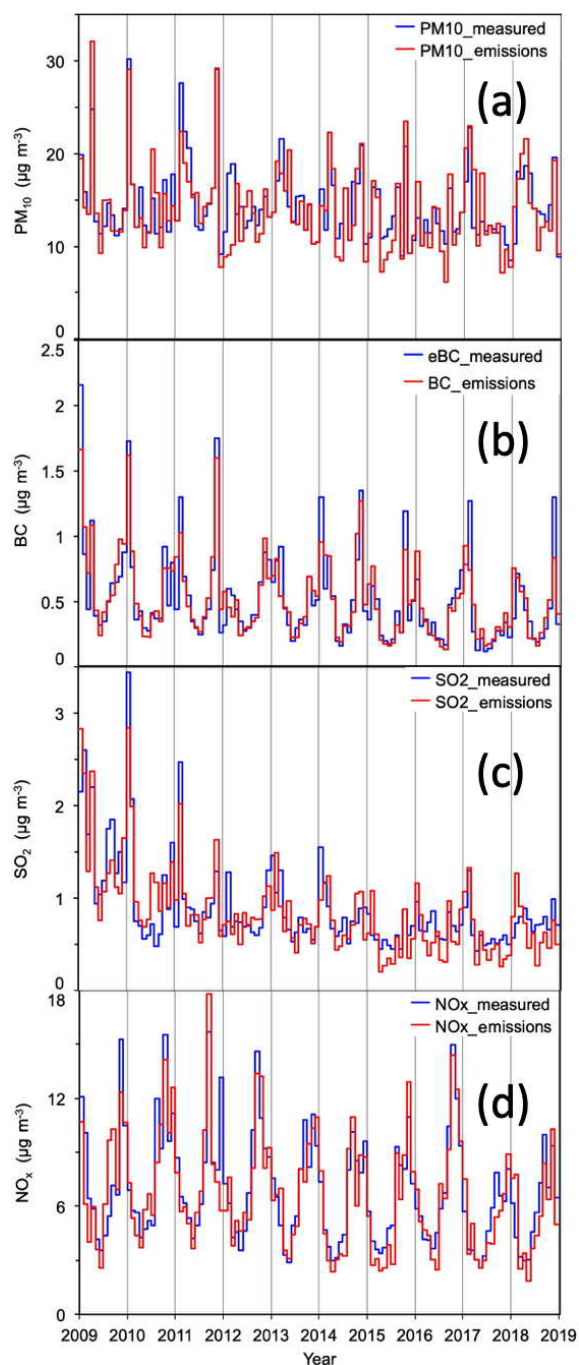 PM10_measured
PM10_emissions
(a)
30
20
10
0
PM₁₀ (µg m⁻³)
eBC_measured
BC_emissions
(b)
2.5
2
1.5
1
0.5
0
BC (µg m⁻³)
SO2_measured
SO2_emissions
(c)
3
2
1
0
SO₂ (µg m⁻³)
NOx_measured
NOx_emissions
(d)
18
12
6
0
NOₓ (µg m⁻³)
2009 2010 2011 2012 2013 2014 2015 2016 2017 2018 2019
Year